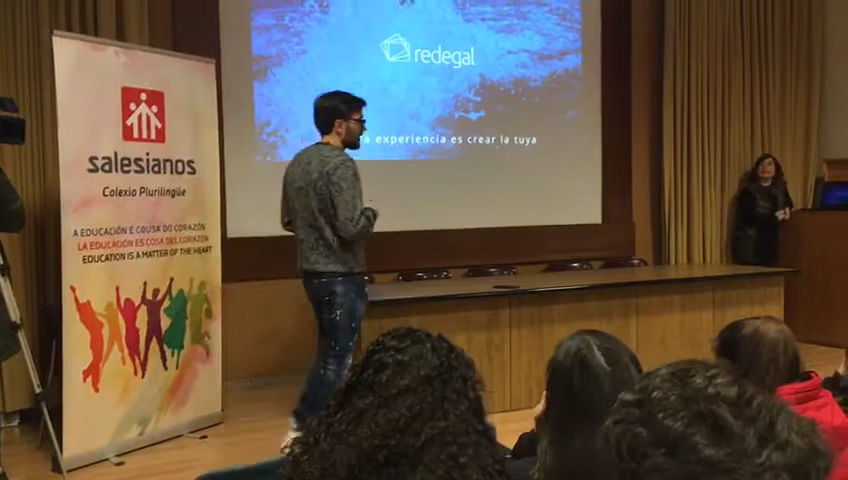 salesianos
Colexio Plurilingüe
A EDUCACIÓN É COUSA DO CORAZÓN
LA EDUCACIÓN ES COSA DEL CORAZÓN
EDUCATION IS A MATTER OF THE HEART
redegal
experiencia es crear la tuya